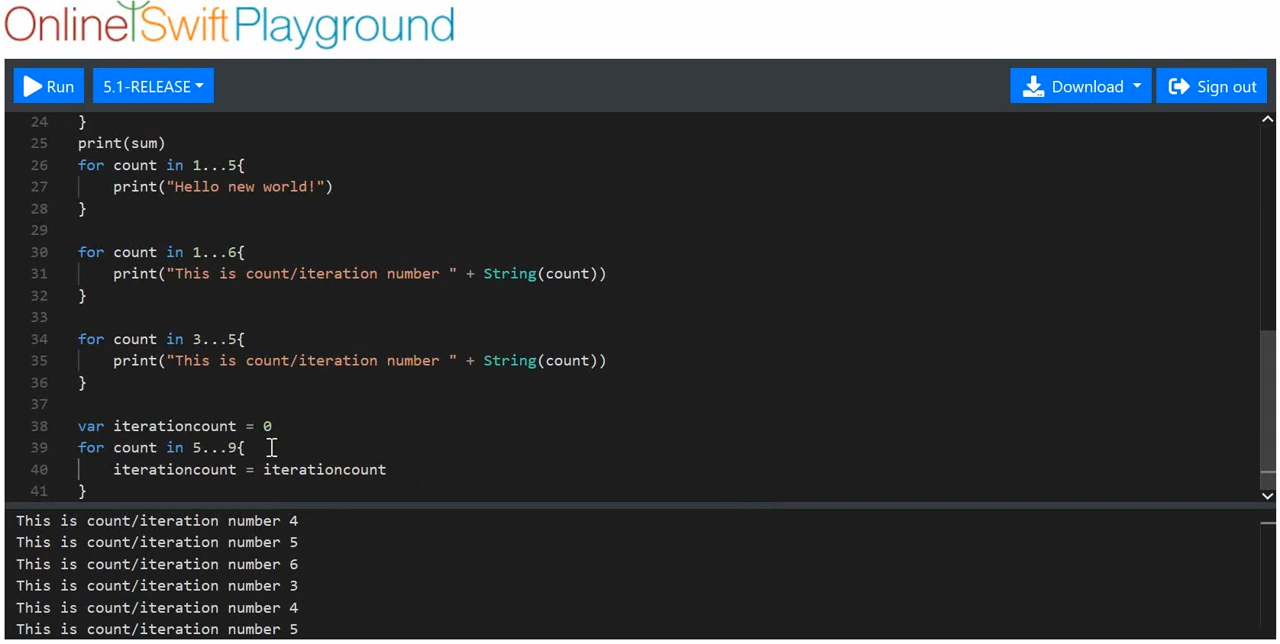 OnlineSwiftPlayground
Run 5.1-RELEASE Download Sign out
24 }
25 print(sum)
26 for count in 1...5{
27 print("Hello new world!")
28 }
29
30 for count in 1...6{
31 print("This is count/iteration number " + String(count))
32 }
33
34 for count in 3...5{
35 print("This is count/iteration number " + String(count))
36 }
37
38 var iterationcount = 0
39 for count in 5...9{
40 iterationcount = iterationcount
41 }
This is count/iteration number 4
This is count/iteration number 5
This is count/iteration number 6
This is count/iteration number 3
This is count/iteration number 4
This is count/iteration number 5